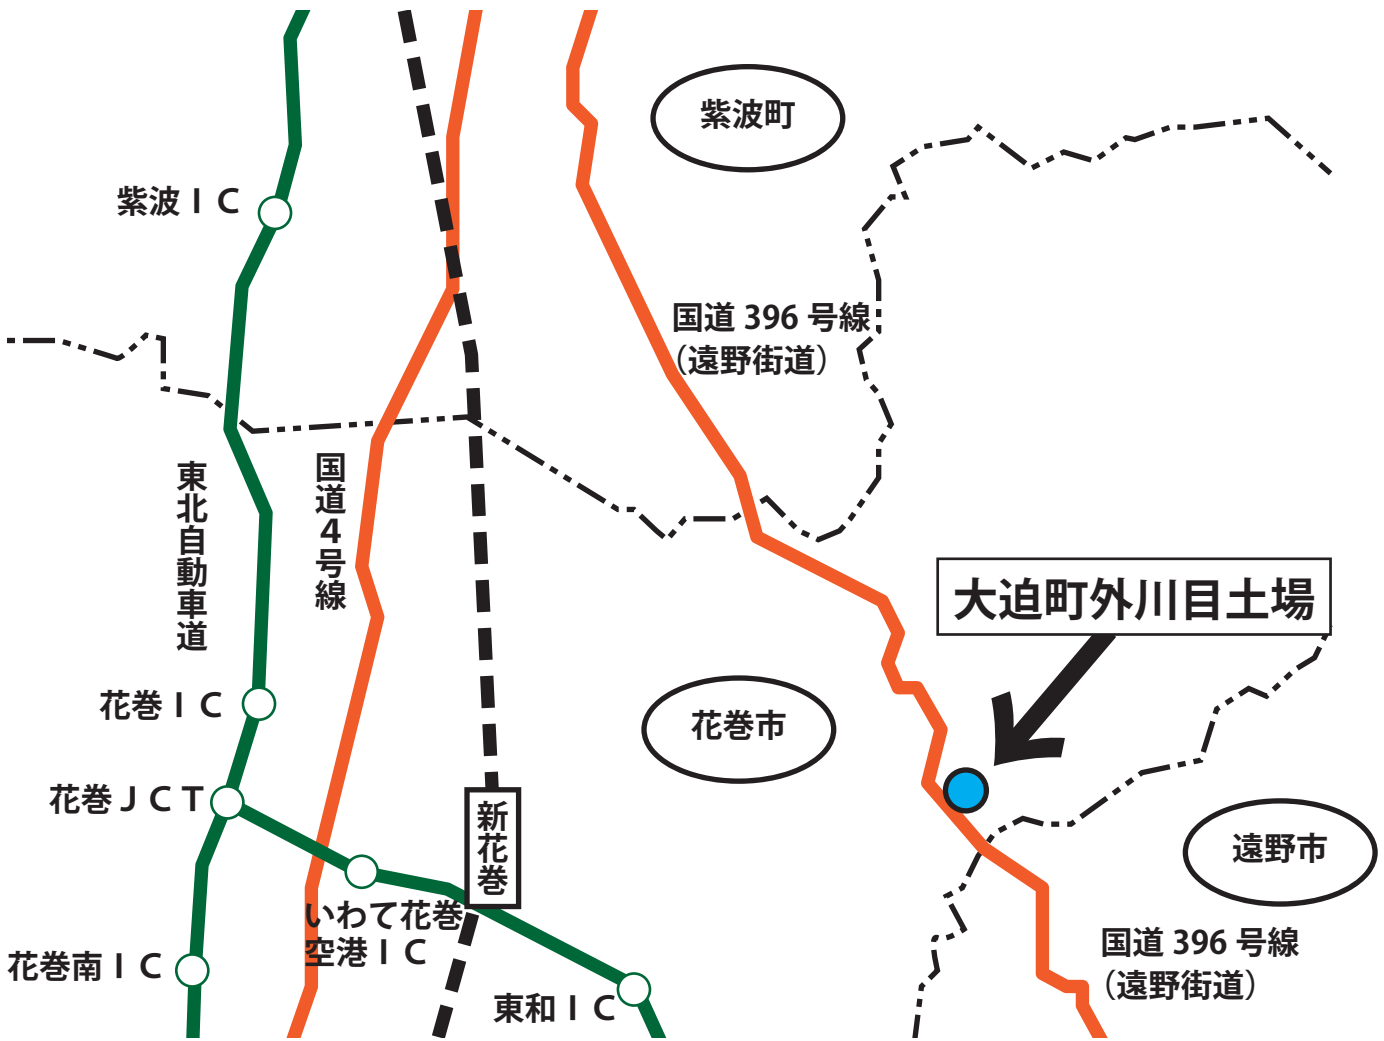 紫波町
紫波ＩＣ
国道 396 号線
（遠野街道）
東北自動車道
国道４号線
大迫町外川目土場
花巻ＩＣ
花巻市
花巻ＪＣＴ
新花巻
遠野市
いわて花巻
空港ＩＣ
花巻南ＩＣ
東和ＩＣ
国道 396 号線
（遠野街道）